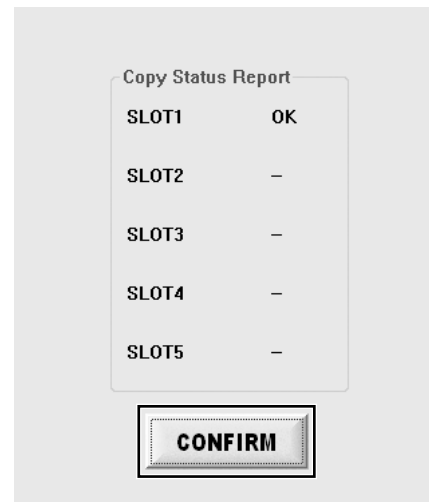 Copy Status Report
SLOT1 OK
SLOT2 –
SLOT3 –
SLOT4 –
SLOT5 –
CONFIRM